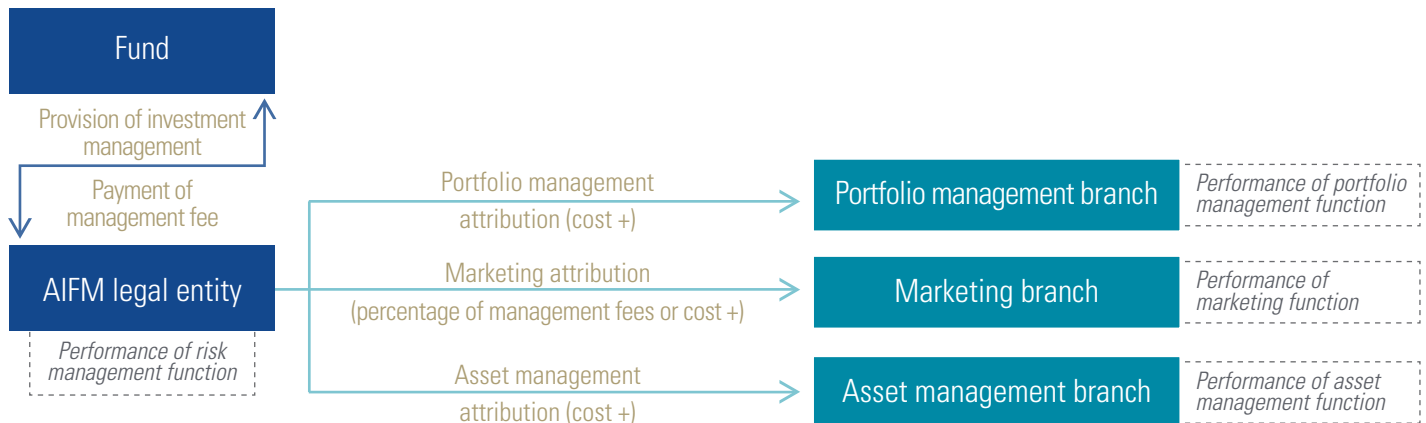 Fund
Provision of investment
management
Payment of
management fee
AIFM legal entity
Performance of risk
management function
Portfolio management
attribution (cost +)
Marketing attribution
(percentage of management fees or cost +)
Asset management
attribution (cost +)
Portfolio management branch
Performance of portfolio
management function
Marketing branch
Performance of
marketing function
Asset management branch
Performance of asset
management function